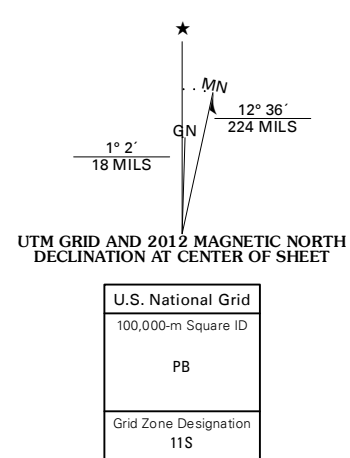 ★
MN
GN
12° 36´
224 MILS
1° 2´
18 MILS
UTM GRID AND 2012 MAGNETIC NORTH
DECLINATION AT CENTER OF SHEET
U.S. National Grid
100,000-m Square ID
PB
Grid Zone Designation
11S